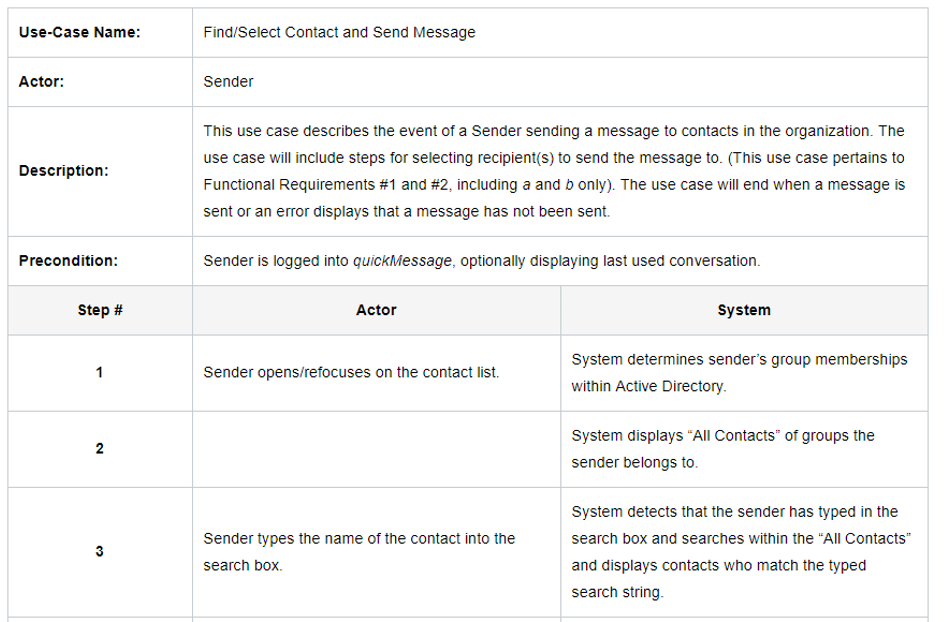 Use-Case Name: Find/Select Contact and Send Message
Actor: Sender
Description:
This use case describes the event of a Sender sending a message to contacts in the organization. The
use case will include steps for selecting recipient(s) to send the message to. (This use case pertains to
Functional Requirements #1 and #2, including a and b only). The use case will end when a message is
sent or an error displays that a message has not been sent.
Precondition: Sender is logged into quickMessage, optionally displaying last used conversation.
Step # Actor System
1
Sender opens/refocuses on the contact list.
System determines sender’s group memberships
within Active Directory.
2
System displays “All Contacts” of groups the
sender belongs to.
3
Sender types the name of the contact into the
search box.
System detects that the sender has typed in the
search box and searches within the “All Contacts”
and displays contacts who match the typed
search string.